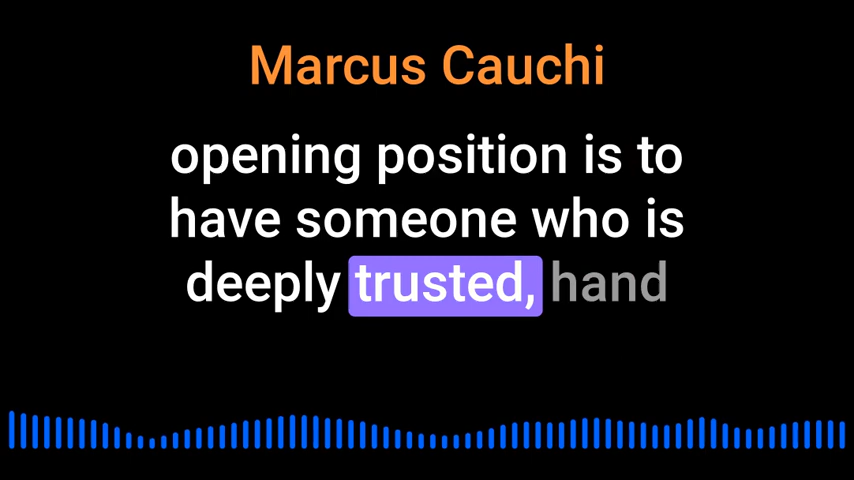 Marcus Cauchi
opening position is to
have someone who is
deeply trusted, hand